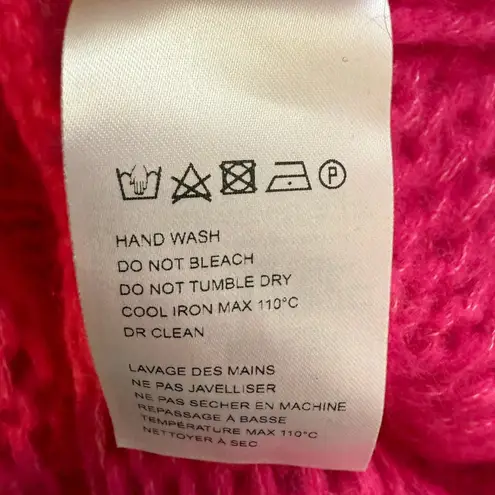 P
HAND WASH
DO NOT BLEACH
DO NOT TUMBLE DRY
COOL IRON MAX 110°C
DR CLEAN
LAVAGE DES MAINS
NE PAS JAVELLISER
NE PAS SECHER EN MACHINE
REPASSAGE À BASSE
TEMPÉRATURE MAX 110°C
NETTOYER À SEC